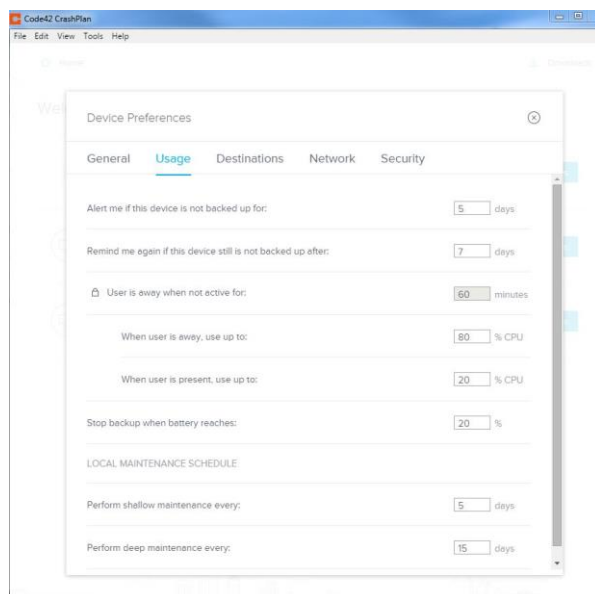 Code42 CrashPlan
File Edit View Tools Help
Home
Device Preferences
General Usage Destinations Network Security
Alert me if this device is not backed up for: 5 days
Remind me again if this device still is not backed up after: 7 days
User is away when not active for: 60 minutes
When user is away, use up to: 80 % CPU
When user is present, use up to: 20 % CPU
Stop backup when battery reaches: 20 %
LOCAL MAINTENANCE SCHEDULE
Perform shallow maintenance every: 5 days
Perform deep maintenance every: 15 days